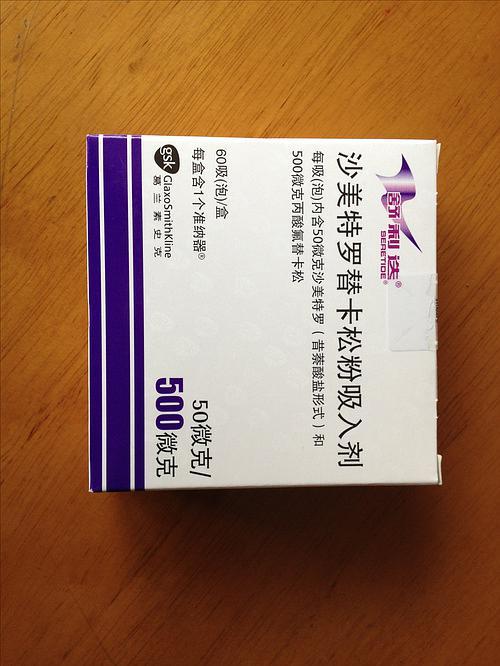 舒利迭®
SERETIDE®
沙美特罗替卡松粉吸入剂
每吸(泡)内含50微克沙美特罗（昔萘酸盐形式）和
500微克丙酸氟替卡松
50微克/
500微克
60吸(泡)/盒
每盒含1个准纳器®
gsk GlaxoSmithKline
葛兰素史克